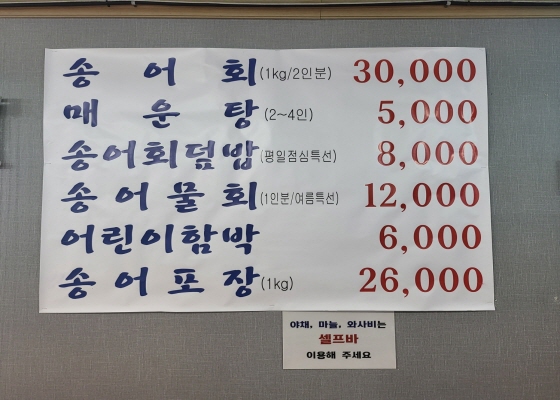 송어회(1kg/2인분) 30,000
매운탕(2~4인) 5,000
송어회덮밥(평일점심특선) 8,000
송어물회(1인분/여름특선) 12,000
어린이함박 6,000
송어포장(1kg) 26,000
야채, 마늘, 와사비는
셀프바
이용해 주세요